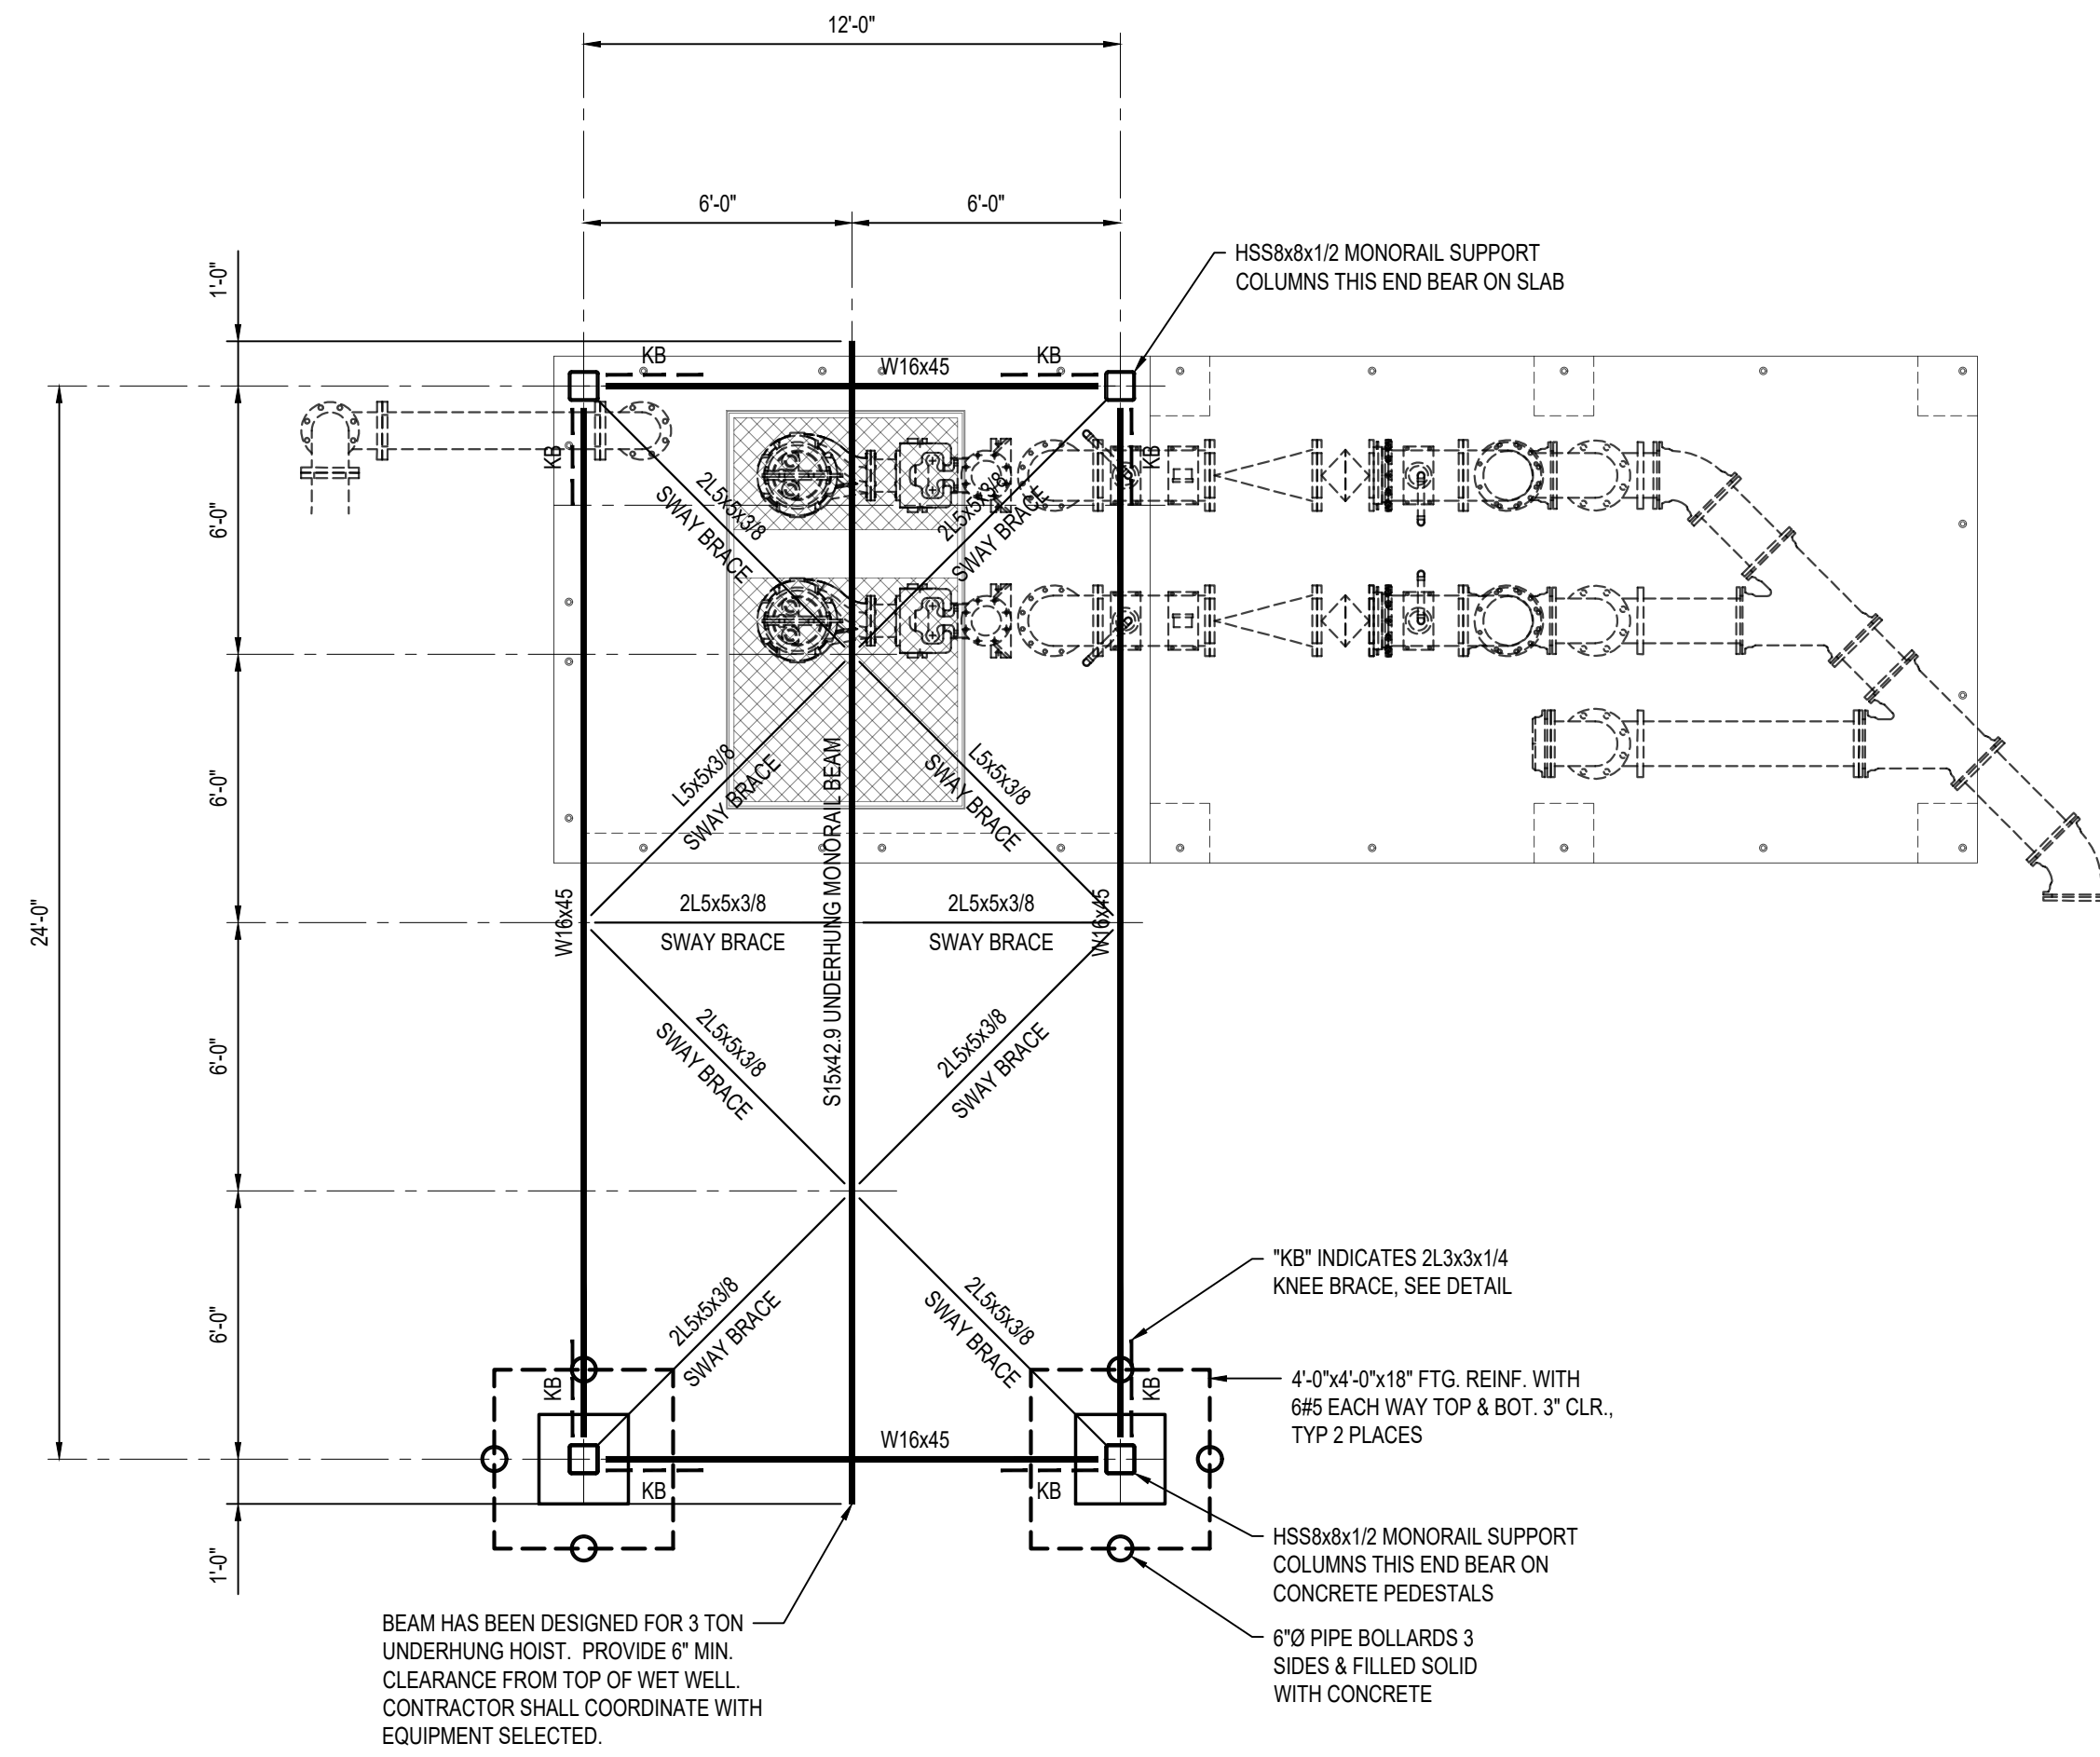 12'-0"
6'-0"
6'-0"
HSS8x8x1/2 MONORAIL SUPPORT
COLUMNS THIS END BEAR ON SLAB
1'-0"
KB
W16x45
KB
KB
KB
6'-0"
2L5x5x3/8
SWAY BRACE
2L5x5x3/8
SWAY BRACE
6'-0"
L5x5x3/8
SWAY BRACE
L5x5x3/8
SWAY BRACE
S15x42.9 UNDERHUNG MONORAIL BEAM
24'-0"
W16x45
2L5x5x3/8
SWAY BRACE
2L5x5x3/8
SWAY BRACE
W16x45
6'-0"
2L5x5x3/8
SWAY BRACE
2L5x5x3/8
SWAY BRACE
6'-0"
2L5x5x3/8
SWAY BRACE
2L5x5x3/8
SWAY BRACE
"KB" INDICATES 2L3x3x1/4
KNEE BRACE, SEE DETAIL
KB
KB
4'-0"x4'-0"x18" FTG. REINF. WITH
6#5 EACH WAY TOP & BOT. 3" CLR.,
TYP 2 PLACES
W16x45
KB
KB
1'-0"
HSS8x8x1/2 MONORAIL SUPPORT
COLUMNS THIS END BEAR ON
CONCRETE PEDESTALS
BEAM HAS BEEN DESIGNED FOR 3 TON
UNDERHUNG HOIST. PROVIDE 6" MIN.
CLEARANCE FROM TOP OF WET WELL.
CONTRACTOR SHALL COORDINATE WITH
EQUIPMENT SELECTED.
6"Ø PIPE BOLLARDS 3
SIDES & FILLED SOLID
WITH CONCRETE